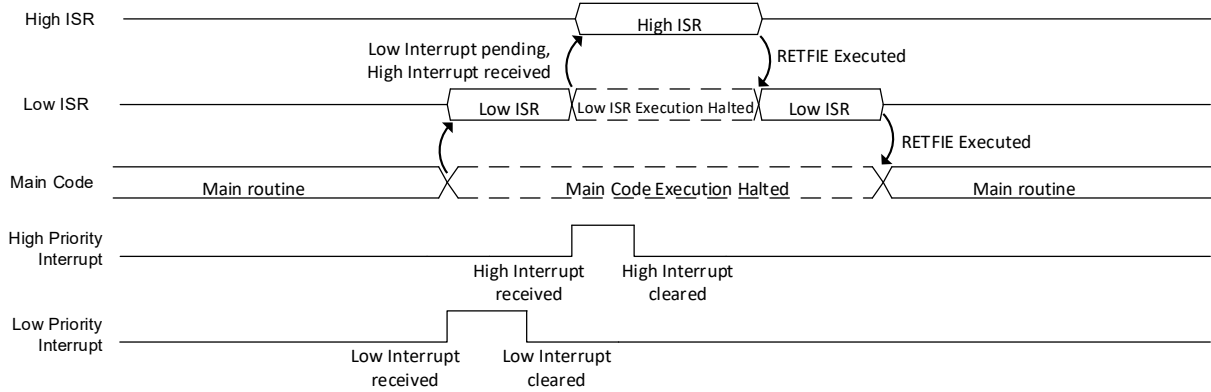 High ISR
High ISR
Low Interrupt pending,
High Interrupt received
RETFIE Executed
Low ISR
Low ISR
Low ISR Execution Halted
Low ISR
RETFIE Executed
Main Code
Main routine
Main Code Execution Halted
Main routine
High Priority
Interrupt
High Interrupt
received
High Interrupt
cleared
Low Priority
Interrupt
Low Interrupt
received
Low Interrupt
cleared